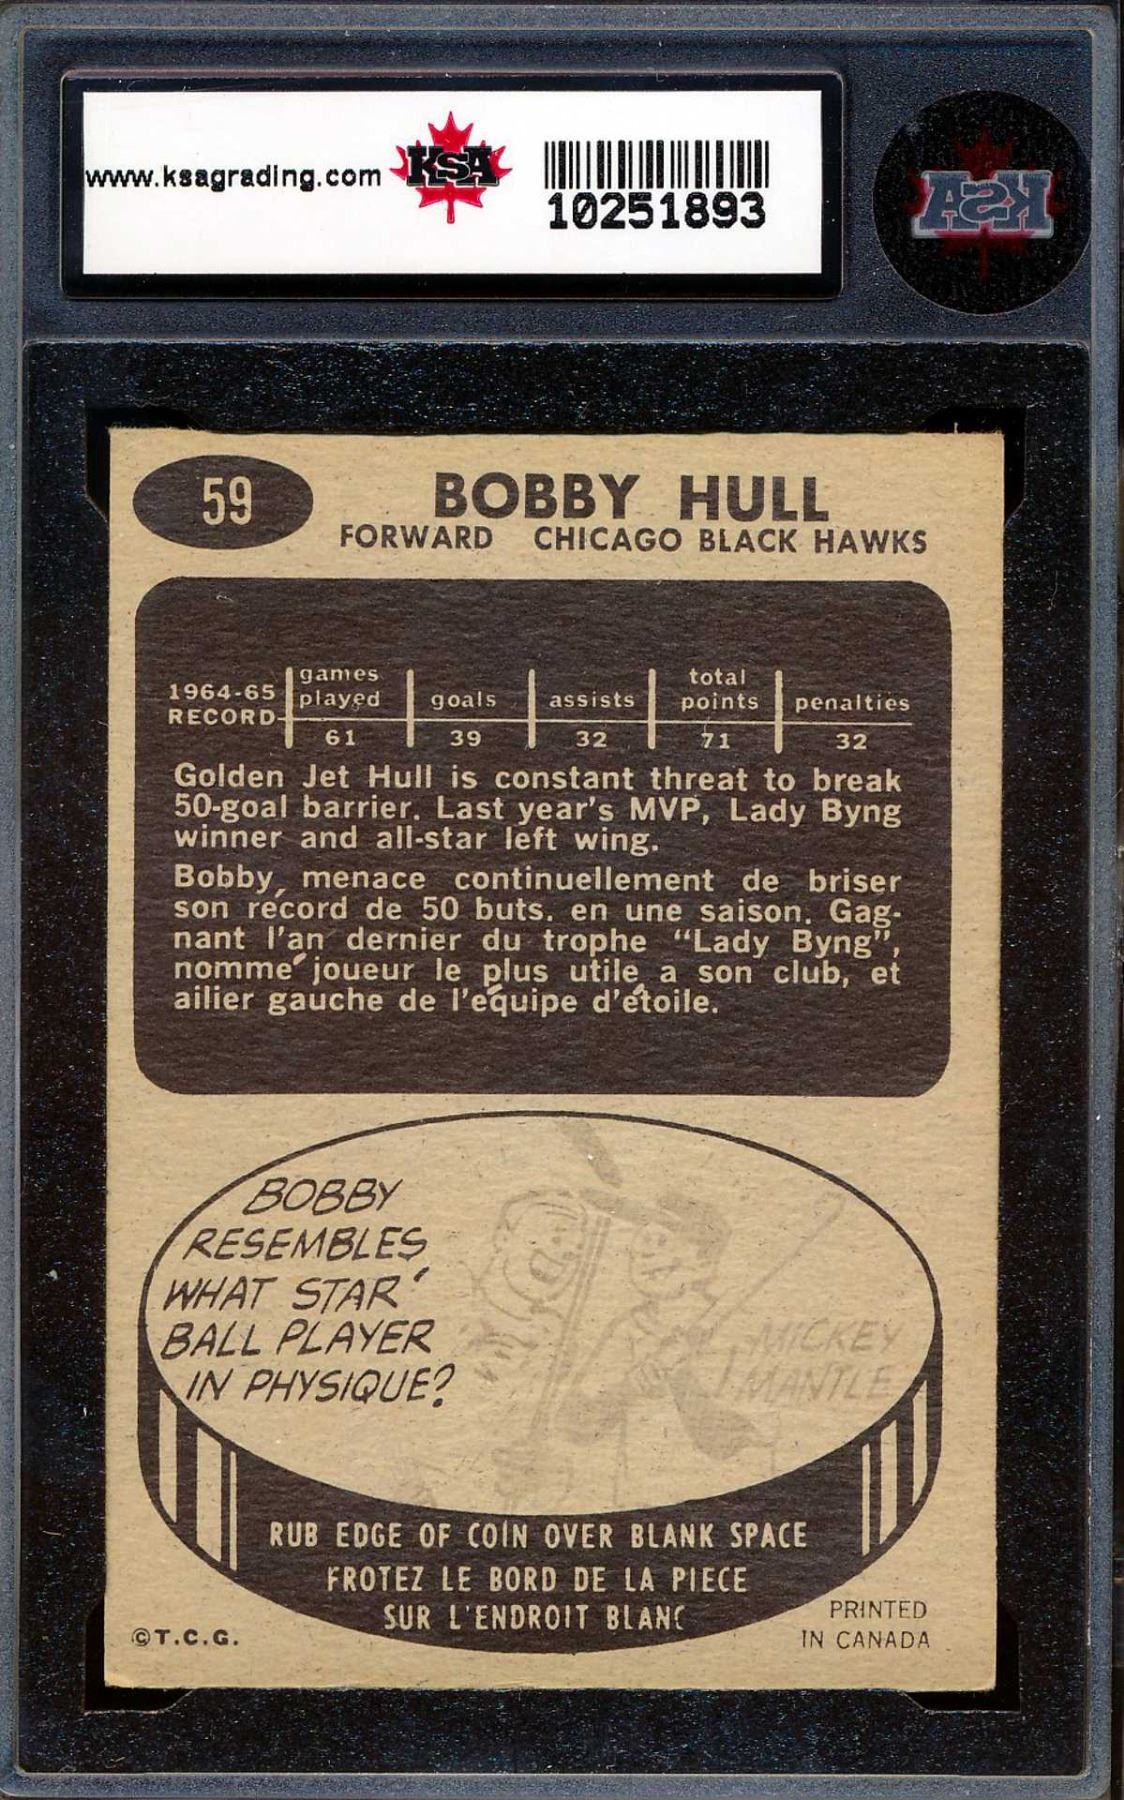 www.ksagrading.com
KSA
10251893
KSA
59
BOBBY HULL
FORWARD CHICAGO BLACK HAWKS
1964-65 RECORD
games played goals assists total points penalties
61 39 32 71 32
Golden Jet Hull is constant threat to break
50-goal barrier. Last year's MVP, Lady Byng
winner and all-star left wing.
Bobby, menace continuellement de briser
son record de 50 buts. en une saison. Gag-
nant l'an dernier du trophe "Lady Byng",
nommé joueur le plus utile a son club, et
ailier gauche de l'équipe d'étoile.
BOBBY
RESEMBLES
WHAT STAR
BALL PLAYER
IN PHYSIQUE?
MICKEY
MANTLE
RUB EDGE OF COIN OVER BLANK SPACE
FROTEZ LE BORD DE LA PIECE
SUR L'ENDROIT BLANC
©T.C.G.
PRINTED
IN CANADA